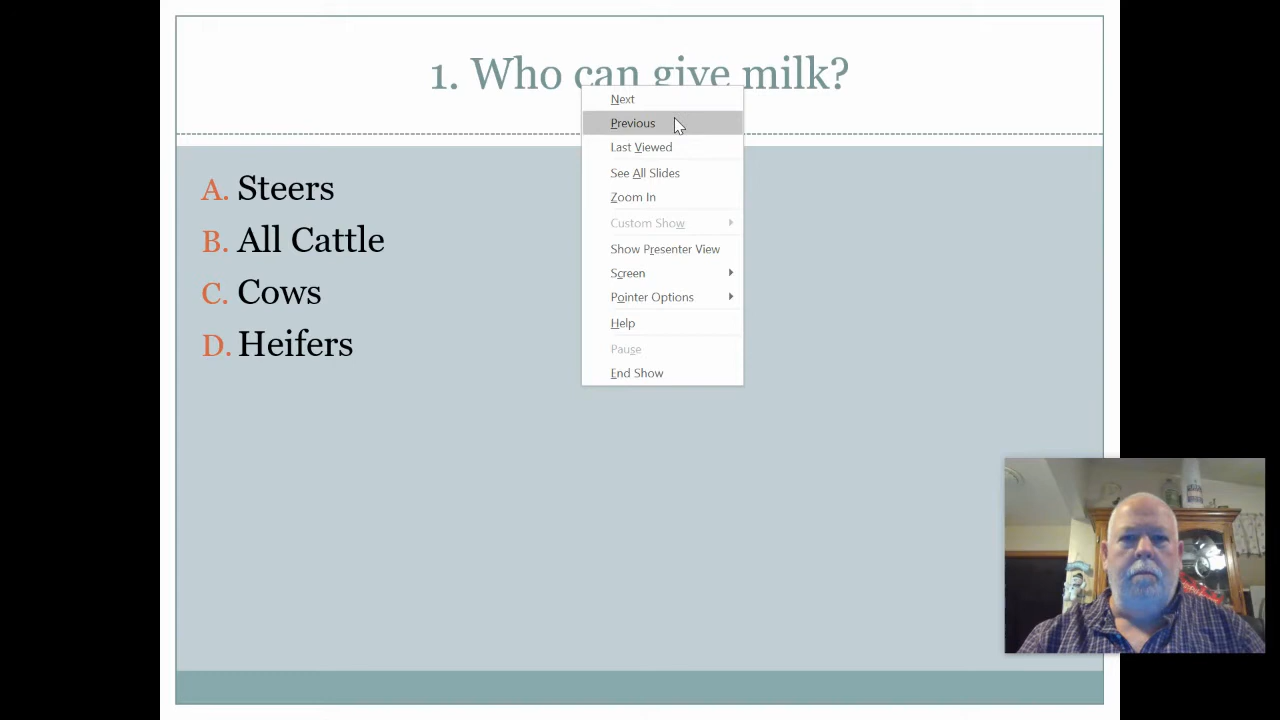 1. Who can give milk?
Next
Previous
Last Viewed
See All Slides
Zoom In
Custom Show
Show Presenter View
Screen
Pointer Options
Help
Pause
End Show
A. Steers
B. All Cattle
C. Cows
D. Heifers